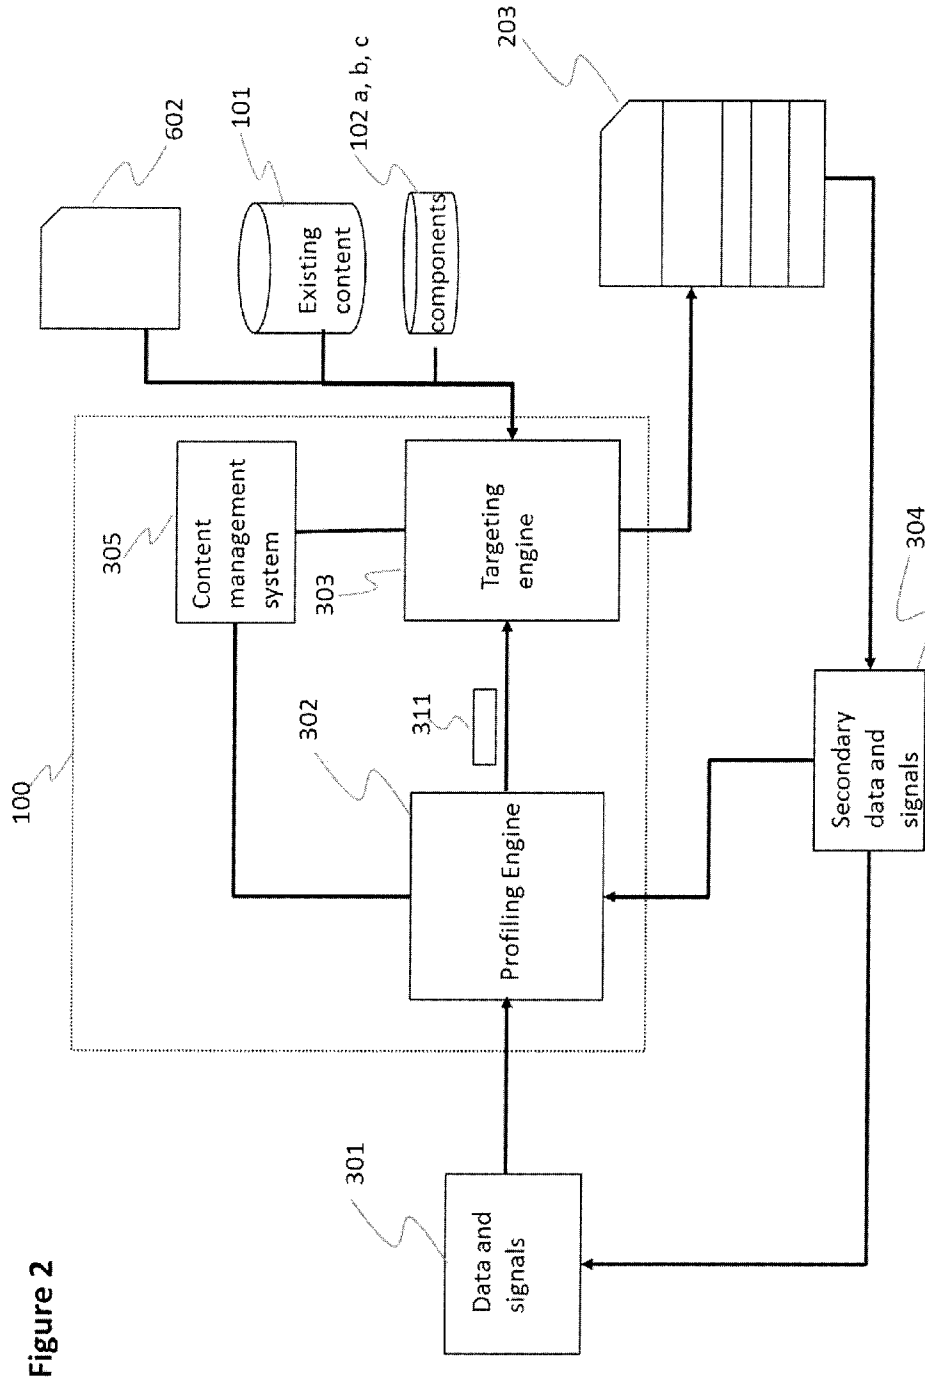 Figure 2
100
305
Content
management
system
602
101
Existing
content
102 a, b, c
components
303
Targeting
engine
302
311
Profiling Engine
301
Data and
signals
203
304
Secondary
data and
signals